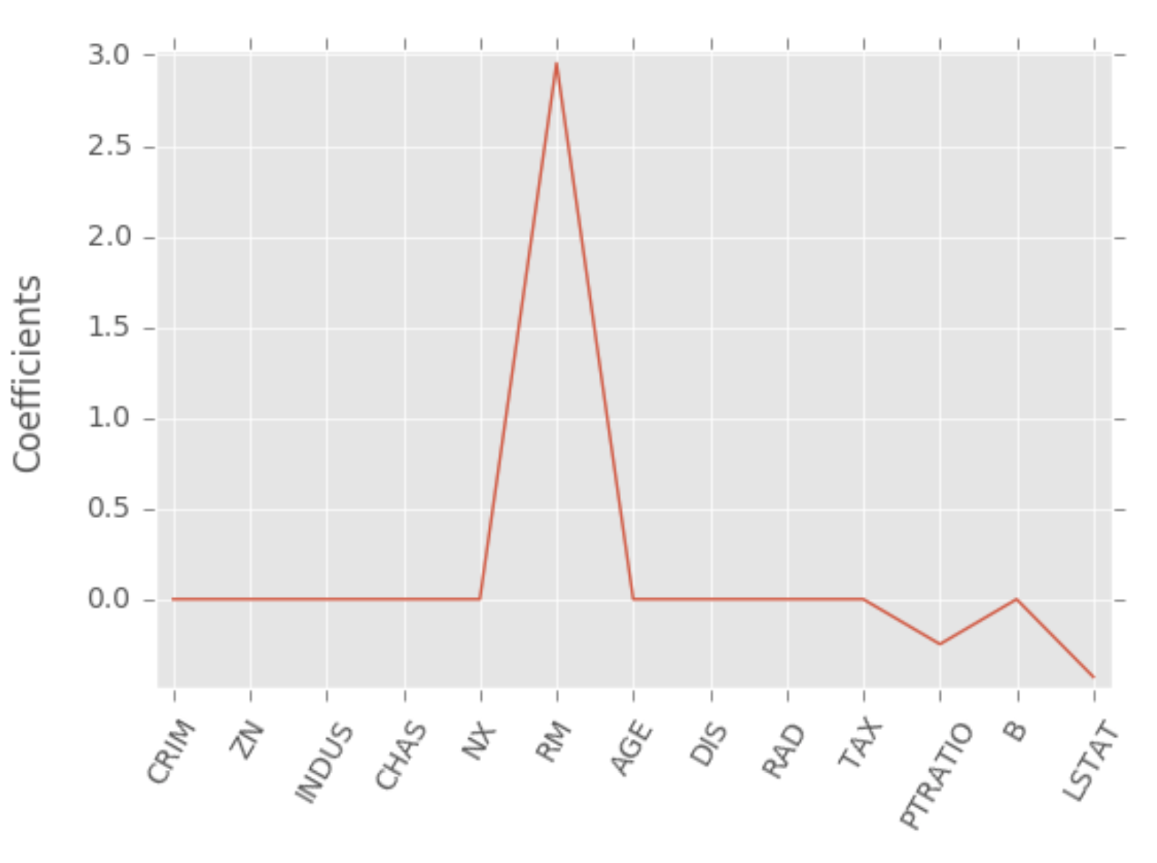 3.0
2.5
2.0
1.5
1.0
0.5
0.0
Coefficients
CRIM
ZN
INDUS
CHAS
NX
RM
AGE
DIS
RAD
TAX
PTRATIO
B
LSTAT